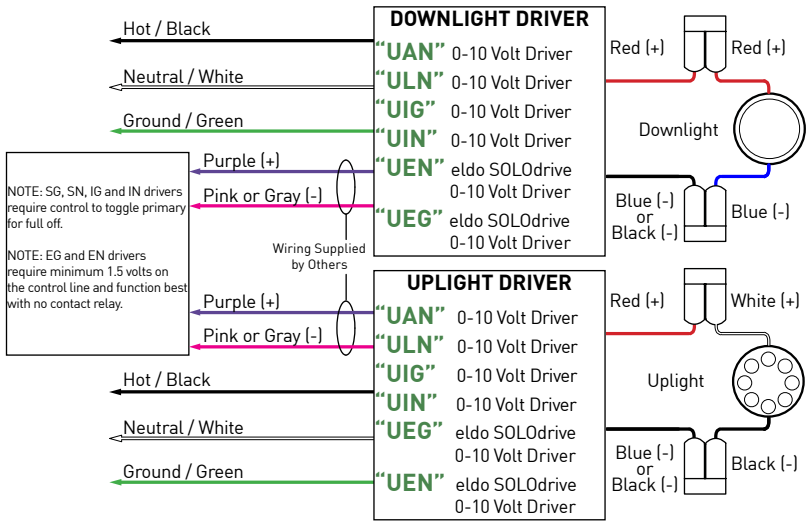 Hot / Black
Neutral / White
Ground / Green
Purple (+)
Pink or Gray (-)
NOTE: SG, SN, IG and IN drivers
require control to toggle primary
for full off.
NOTE: EG and EN drivers
require minimum 1.5 volts on
the control line and function best
with no contact relay.
Wiring Supplied
by Others
Purple (+)
Pink or Gray (-)
Hot / Black
Neutral / White
Ground / Green
DOWNLIGHT DRIVER
“UAN” 0-10 Volt Driver
“ULN” 0-10 Volt Driver
“UIG” 0-10 Volt Driver
“UIN” 0-10 Volt Driver
“UEN” eldo SOLOdrive
0-10 Volt Driver
“UEG” eldo SOLOdrive
0-10 Volt Driver
Red (+)
Red (+)
Downlight
Blue (-)
or
Black (-)
Blue (-)
UPLIGHT DRIVER
“UAN” 0-10 Volt Driver
“ULN” 0-10 Volt Driver
“UIG” 0-10 Volt Driver
“UIN” 0-10 Volt Driver
“UEG” eldo SOLOdrive
0-10 Volt Driver
“UEN” eldo SOLOdrive
0-10 Volt Driver
Red (+)
White (+)
Uplight
Blue (-)
or
Black (-)
Black (-)